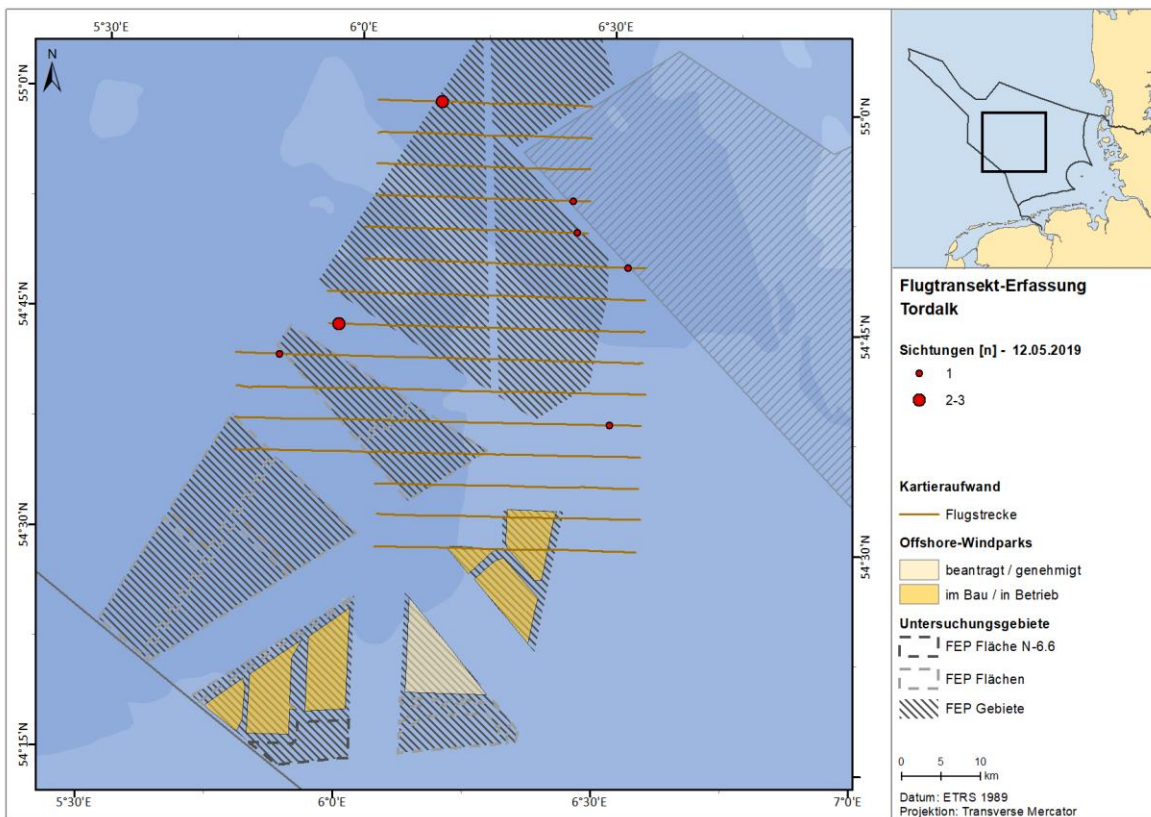 5°30'E
6°0'E
6°30'E
N
55°0'N
55°0'N
54°45'N
54°45'N
54°30'N
54°30'N
54°15'N
5°30'E
6°0'E
6°30'E
7°0'E
Flugtransekt-Erfassung
Tordalk
Sichtungen [n] - 12.05.2019
1
2-3
Kartieraufwand
Flugstrecke
Offshore-Windparks
beantragt / genehmigt
im Bau / in Betrieb
Untersuchungsgebiete
FEP Fläche N-6.6
FEP Flächen
FEP Gebiete
0 5 10
km
Datum: ETRS 1989
Projektion: Transverse Mercator